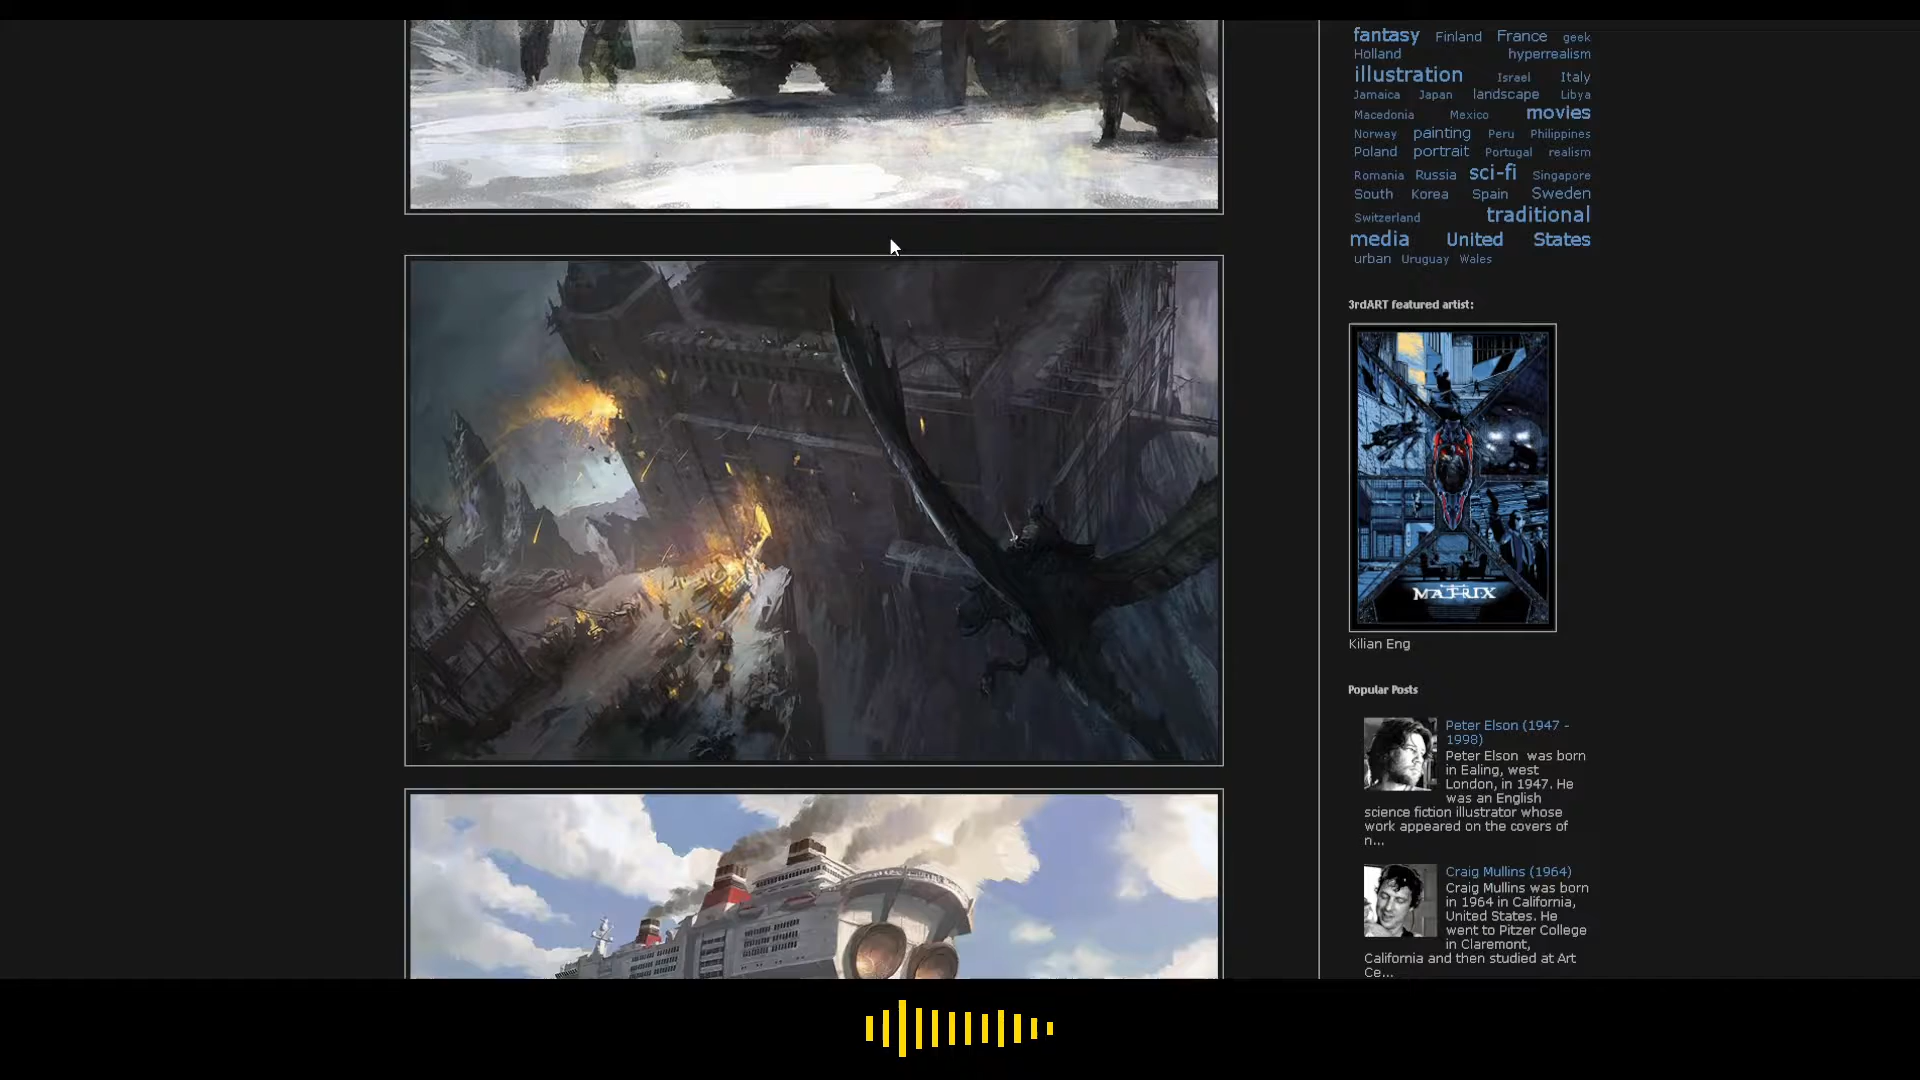 fantasy Finland France geek
Holland hyperrealism
illustration Israel Italy
Jamaica Japan landscape Libya
Macedonia Mexico movies
Norway painting Peru Philippines
Poland portrait Portugal realism
Romania Russia sci-fi Singapore
South Korea Spain Sweden
Switzerland traditional
media United States
urban Uruguay Wales
3rdART featured artist:
MATRIX
Kilian Eng
Popular Posts
Peter Elson (1947 -
1998)
Peter Elson was born
in Ealing, west
London, in 1947. He
was an English
science fiction illustrator whose
work appeared on the covers of
n...
Craig Mullins (1964)
Craig Mullins was born
in 1964 in California,
United States. He
went to Pitzer College
in Claremont,
California and then studied at Art
Ce...